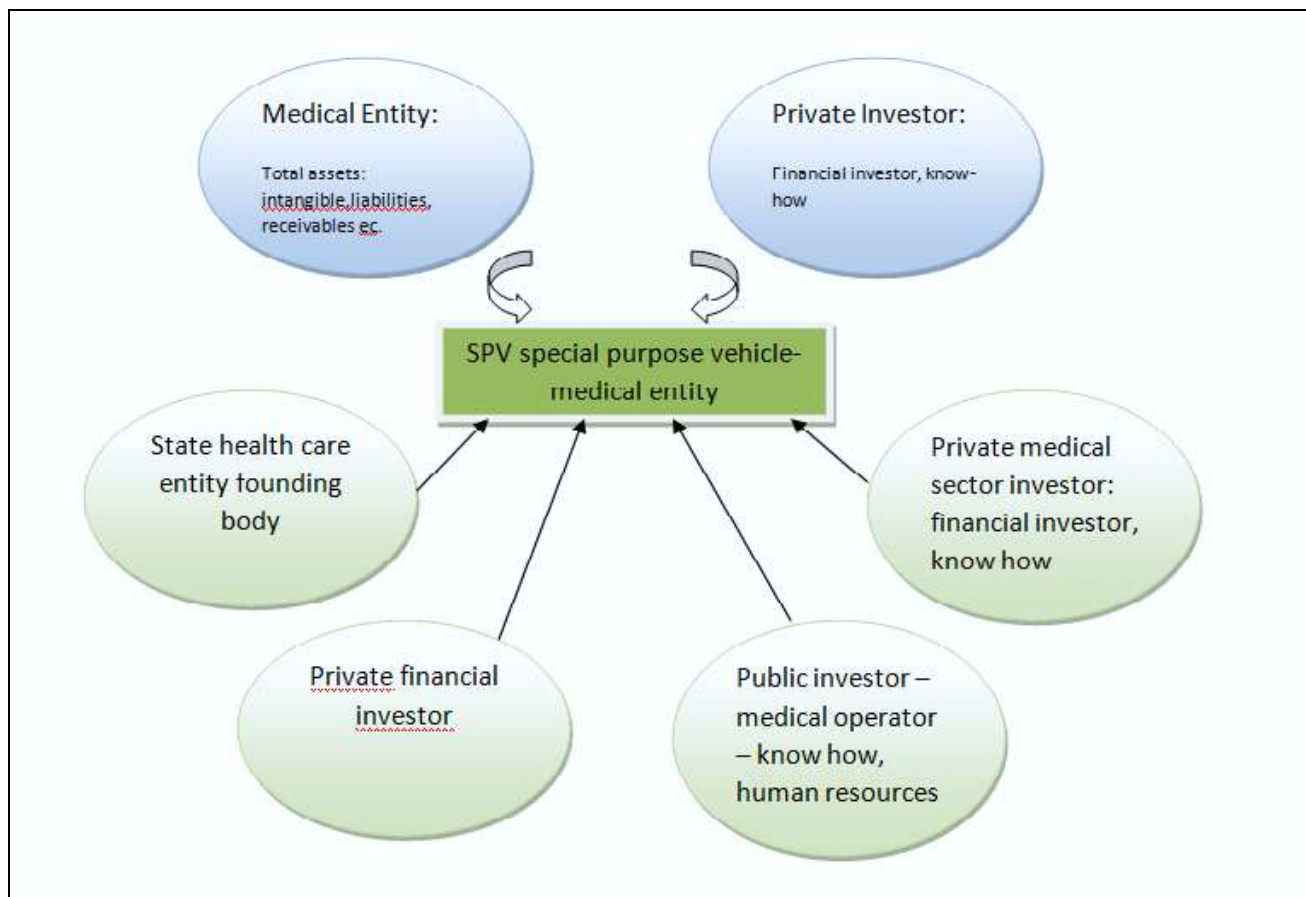 Medical Entity:
Total assets:
intangible,liabilities,
receivables ec.
Private Investor:
Financial investor, know-
how
SPV special purpose vehicle-
medical entity
State health care
entity founding
body
Private medical
sector investor:
financial investor,
know how
Private financial
investor
Public investor –
medical operator
– know how,
human resources